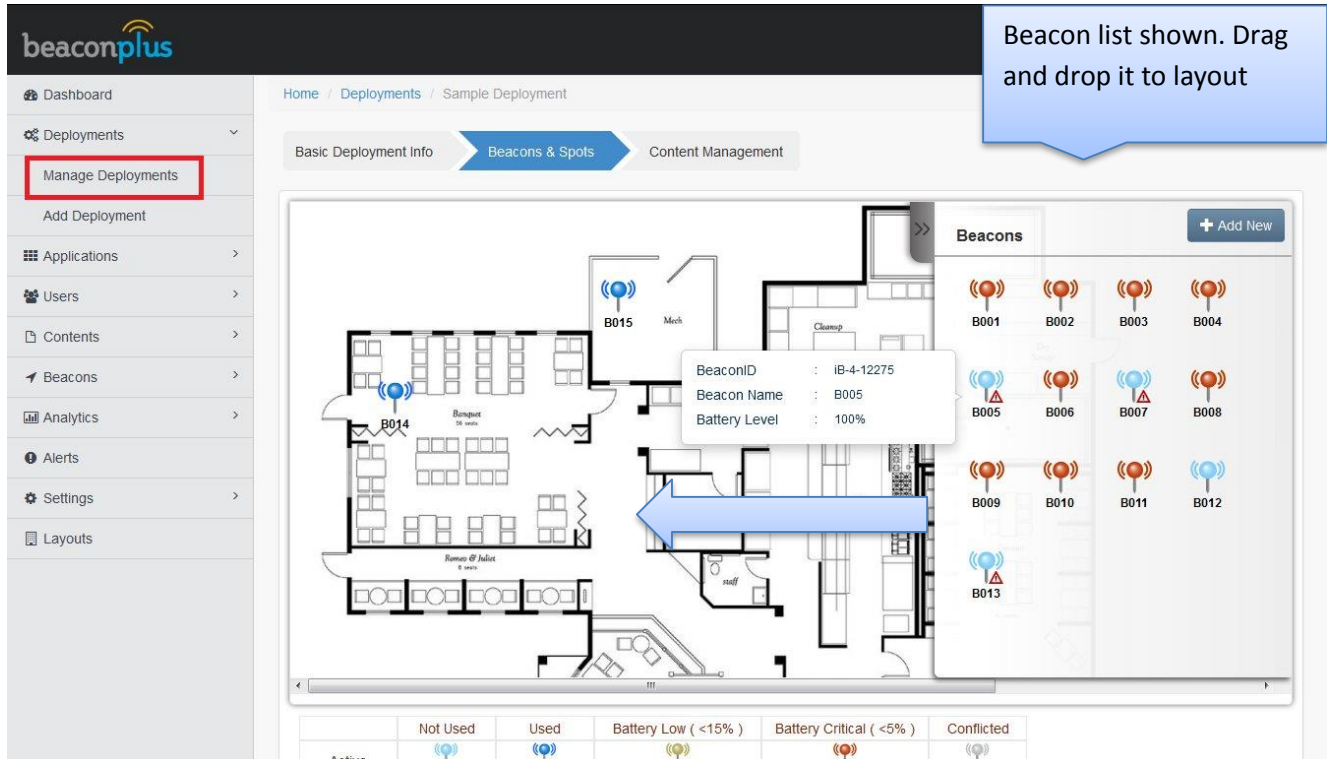 beaconplus
Beacon list shown. Drag
and drop it to layout
Dashboard
Deployments
Manage Deployments
Add Deployment
Applications
Users
Contents
Beacons
Analytics
Alerts
Settings
Layouts
Home / Deployments / Sample Deployment
Basic Deployment Info Beacons & Spots Content Management
Beacons + Add New
B001 B002 B003 B004
B005 B006 B007 B008
B009 B010 B011 B012
B013
B015 Mech
Cleanup
BeaconID : iB-4-12275
Beacon Name : B005
Battery Level : 100%
B014
Banquet
56 seats
Romeo & Juliet
6 seats
staff
Not Used Used Battery Low ( <15% ) Battery Critical ( <5% ) Conflicted
Active